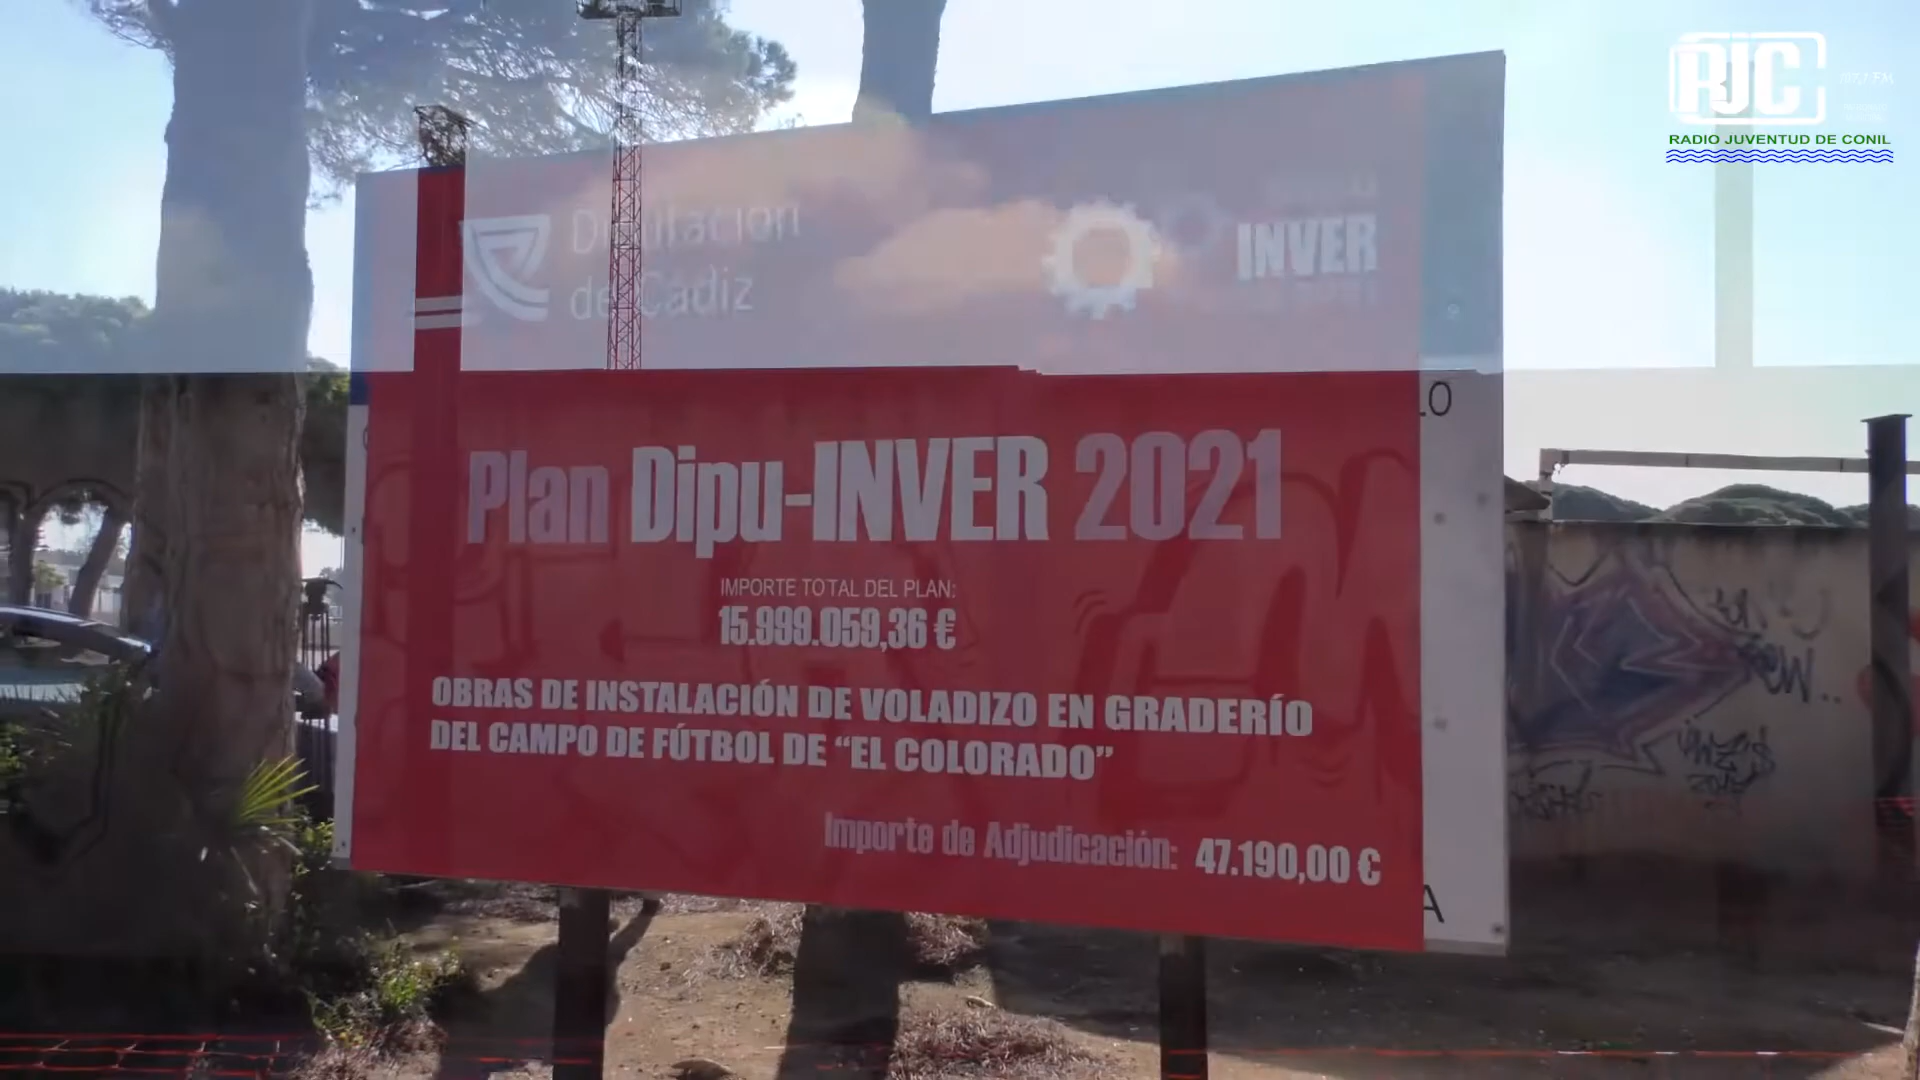 RJC
RADIO JUVENTUD DE CONIL
Diputación
de Cádiz
INVER
Plan Dipu-INVER 2021
IMPORTE TOTAL DEL PLAN:
15.999.059,36 €
OBRAS DE INSTALACIÓN DE VOLADIZO EN GRADERÍO
DEL CAMPO DE FÚTBOL DE “EL COLORADO”
Importe de Adjudicación: 47.190,00 €
LO
A